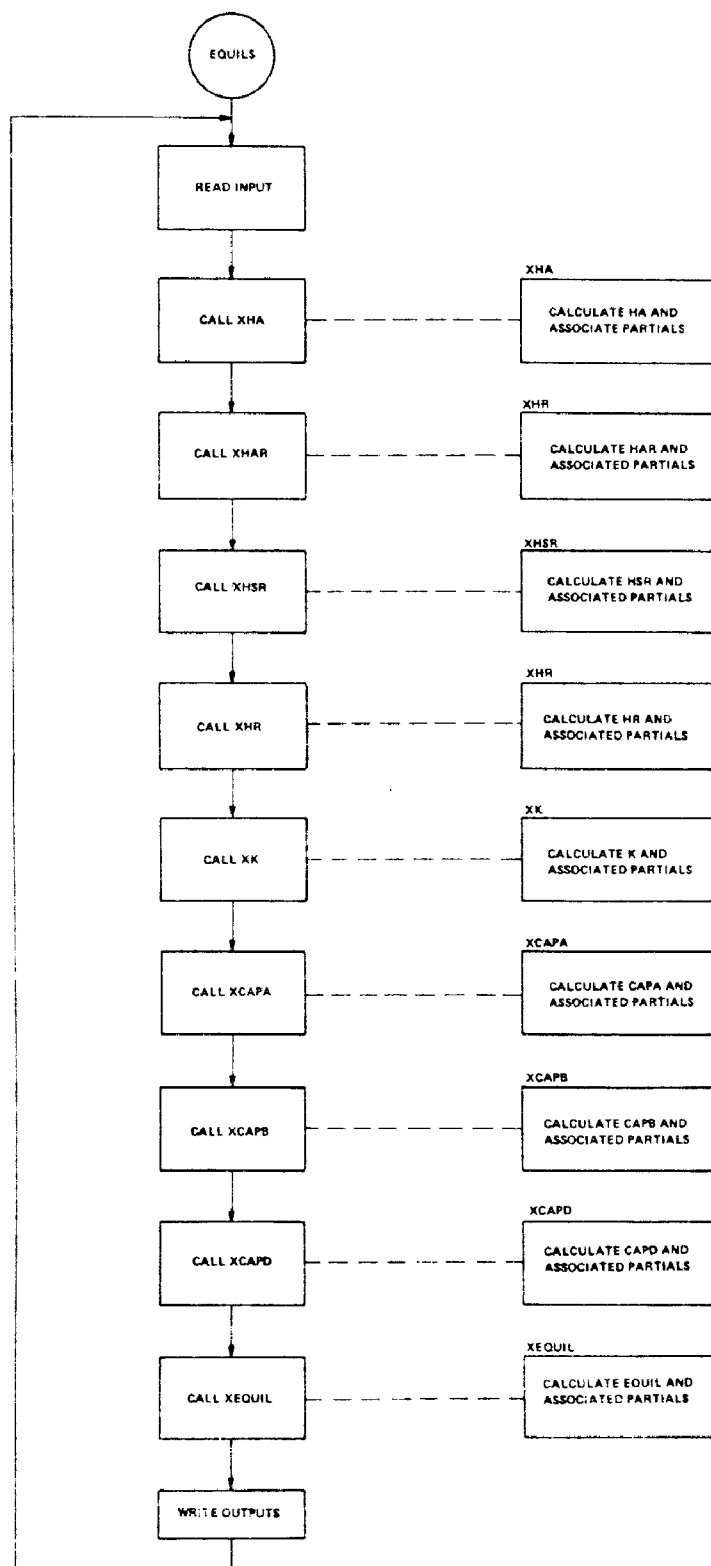 EQUILS
READ INPUT
CALL XHA
XHA
CALCULATE HA AND
ASSOCIATE PARTIALS
CALL XHAR
XHR
CALCULATE HAR AND
ASSOCIATED PARTIALS
CALL XHSR
XHSR
CALCULATE HSR AND
ASSOCIATED PARTIALS
CALL XHR
XHR
CALCULATE HR AND
ASSOCIATED PARTIALS
CALL XK
XK
CALCULATE K AND
ASSOCIATED PARTIALS
CALL XCAPA
XCAPA
CALCULATE CAPA AND
ASSOCIATED PARTIALS
CALL XCAPB
XCAPB
CALCULATE CAPB AND
ASSOCIATED PARTIALS
CALL XCAPD
XCAPD
CALCULATE CAPD AND
ASSOCIATED PARTIALS
CALL XEQUIL
XEQUIL
CALCULATE EQUIL AND
ASSOCIATED PARTIALS
WRITE OUTPUTS